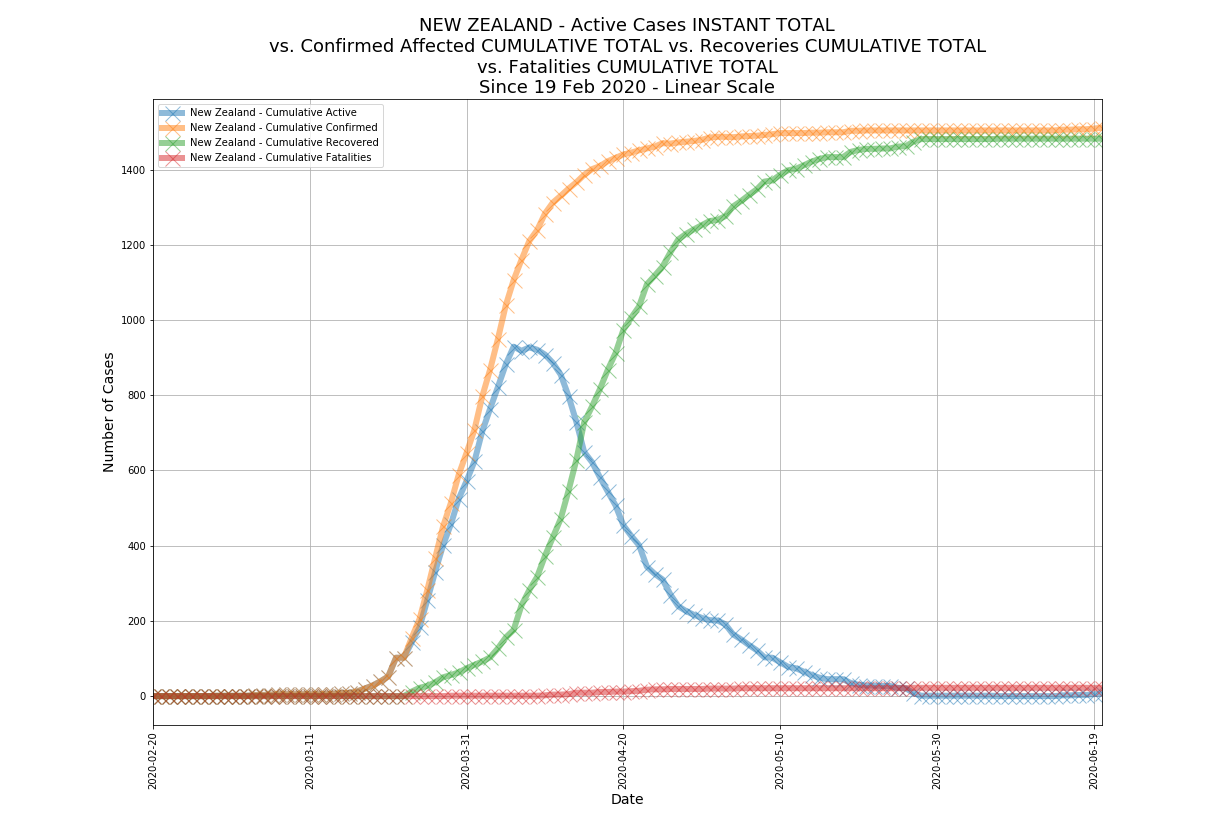 NEW ZEALAND - Active Cases INSTANT TOTAL
vs. Confirmed Affected CUMULATIVE TOTAL vs. Recoveries CUMULATIVE TOTAL
vs. Fatalities CUMULATIVE TOTAL
Since 19 Feb 2020 - Linear Scale
New Zealand - Cumulative Active
New Zealand - Cumulative Confirmed
New Zealand - Cumulative Recovered
New Zealand - Cumulative Fatalities
Number of Cases
1400
1200
1000
800
600
400
200
0
2020-02-20
2020-03-11
2020-03-31
2020-04-20
2020-05-10
2020-05-30
2020-06-19
Date